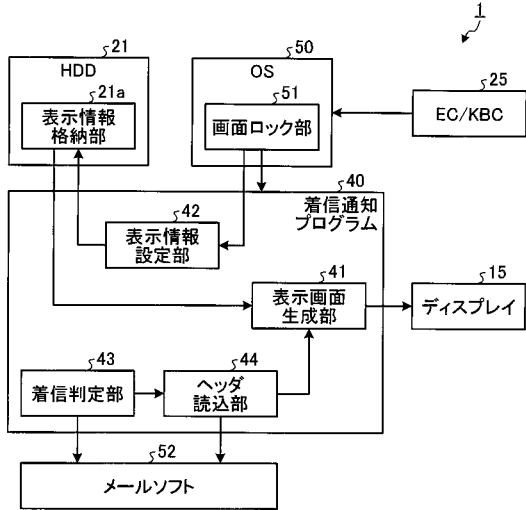 1
21
HDD
21a
表示情報
格納部
50
OS
51
画面ロック部
25
EC/KBC
40
着信通知
プログラム
42
表示情報
設定部
41
表示画面
生成部
15
ディスプレイ
43
着信判定部
44
ヘッダ
読込部
52
メールソフト